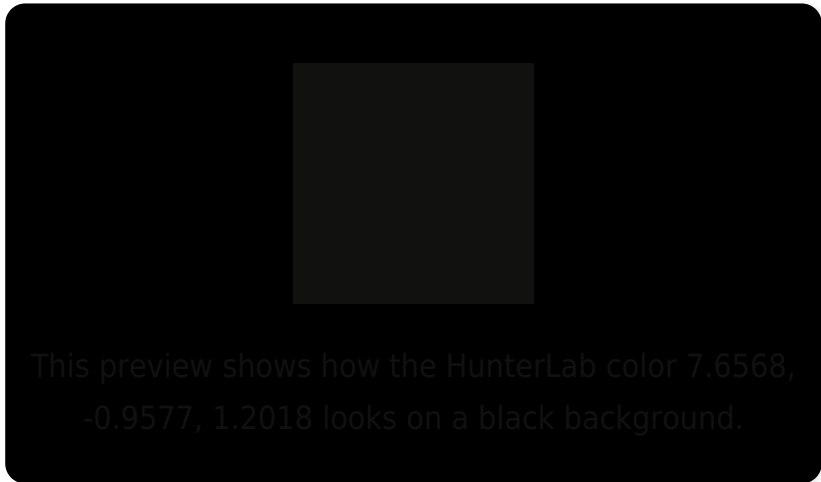 This preview shows how the HunterLab color 7.6568,
-0.9577, 1.2018 looks on a black background.